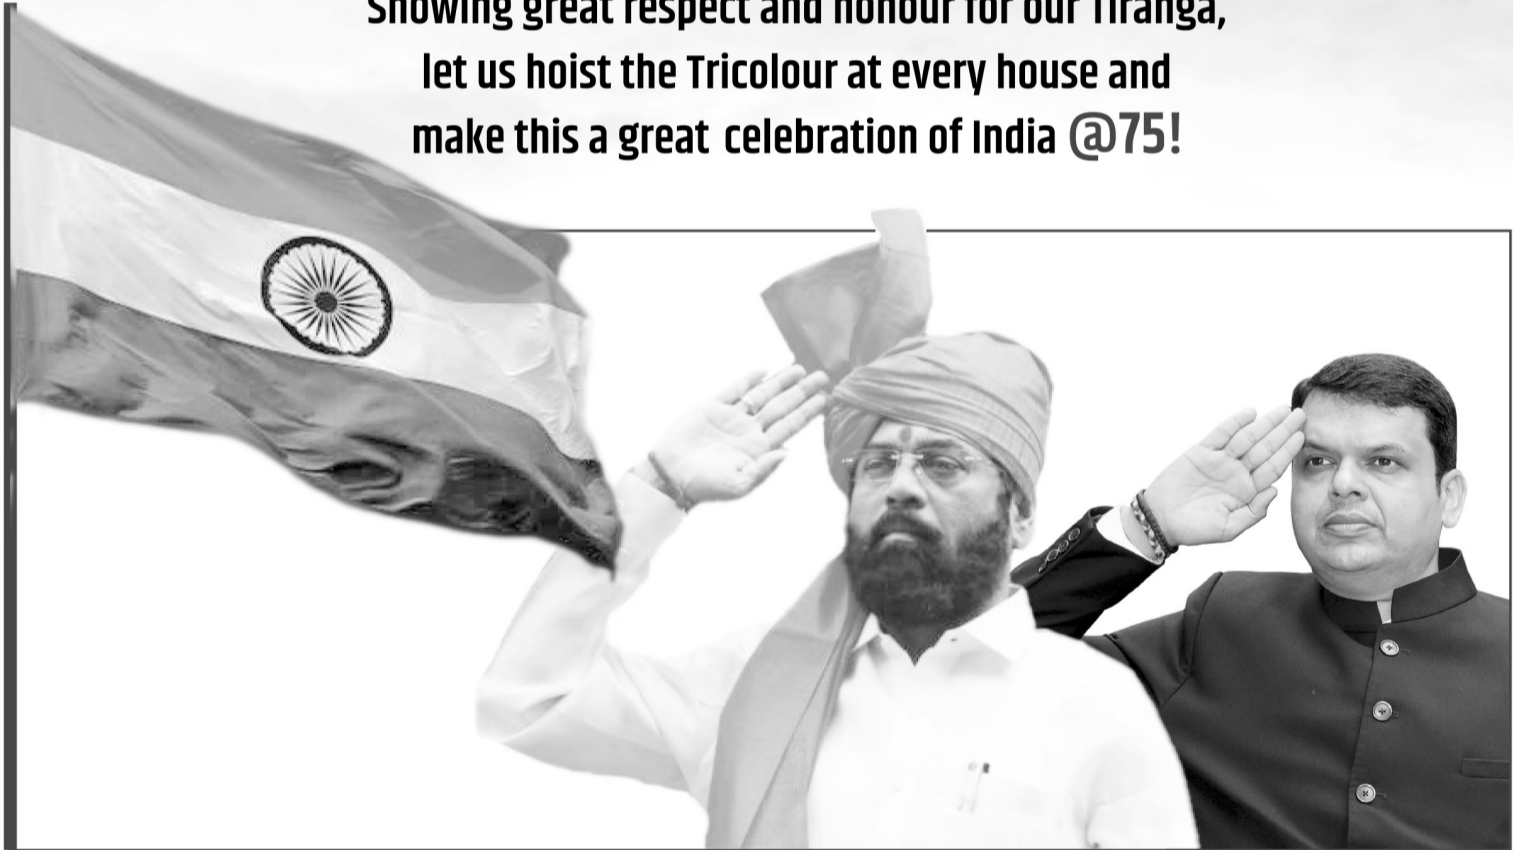 Showing great respect and honour for our Tiranga,
let us hoist the Tricolour at every house and
make this a great celebration of India @75!